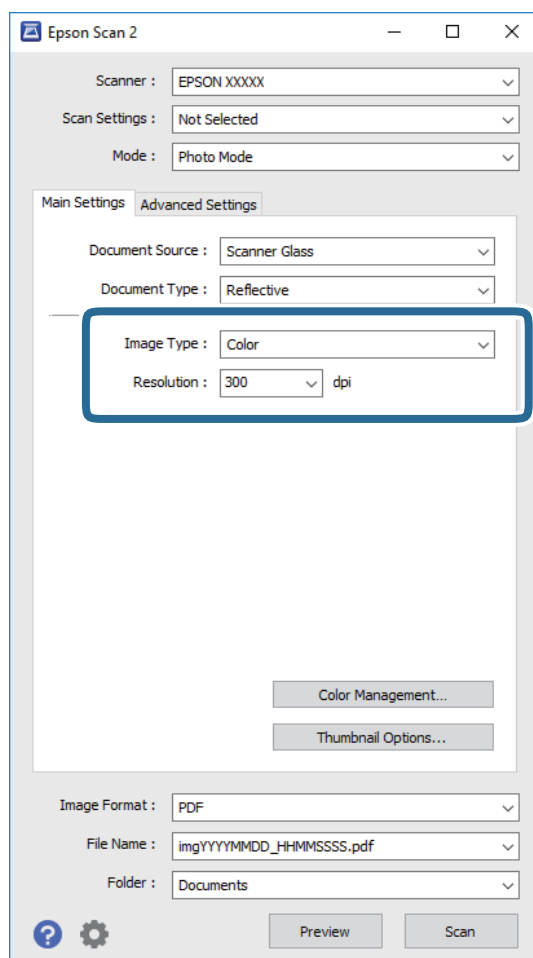 Epson Scan 2
Scanner : EPSON XXXXX
Scan Settings : Not Selected
Mode : Photo Mode
Main Settings Advanced Settings
Document Source : Scanner Glass
Document Type : Reflective
Image Type : Color
Resolution : 300 dpi
Color Management...
Thumbnail Options...
Image Format : PDF
File Name : imgYYYYMMDD_HHMMSSSS.pdf
Folder : Documents
? Preview Scan